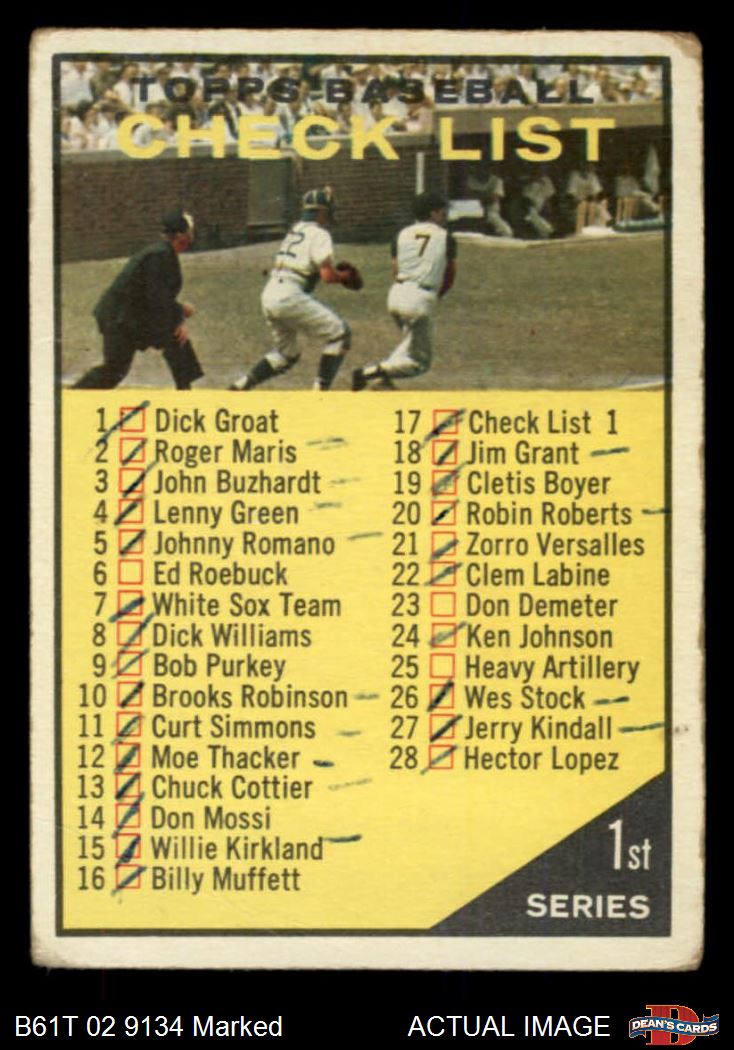 TOPPS BASEBALL
CHECK LIST
12
7
1 Dick Groat
2 Roger Maris
3 John Buzhardt
4 Lenny Green
5 Johnny Romano
6 Ed Roebuck
7 White Sox Team
8 Dick Williams
9 Bob Purkey
10 Brooks Robinson
11 Curt Simmons
12 Moe Thacker
13 Chuck Cottier
14 Don Mossi
15 Willie Kirkland
16 Billy Muffett
17 Check List 1
18 Jim Grant
19 Cletis Boyer
20 Robin Roberts
21 Zorro Versalles
22 Clem Labine
23 Don Demeter
24 Ken Johnson
25 Heavy Artillery
26 Wes Stock
27 Jerry Kindall
28 Hector Lopez
1st
SERIES
B61T 02 9134 Marked
ACTUAL IMAGE
DEAN'S CARDS